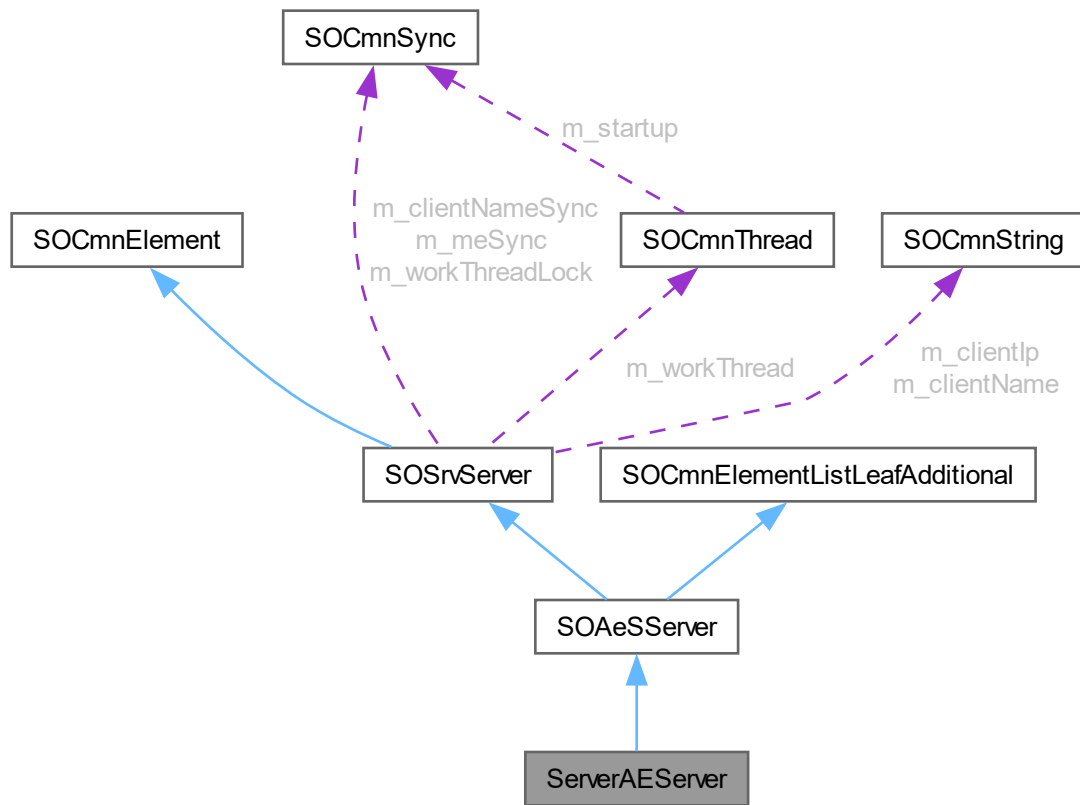 SOCmnSync
m_startup
m_clientNameSync
m_meSync
m_workThreadLock
SOCmnElement
SOCmnThread
SOCmnString
m_workThread
m_clientIp
m_clientName
SOSrvServer
SOCmnElementListLeafAdditional
SOAeSServer
ServerAEServer